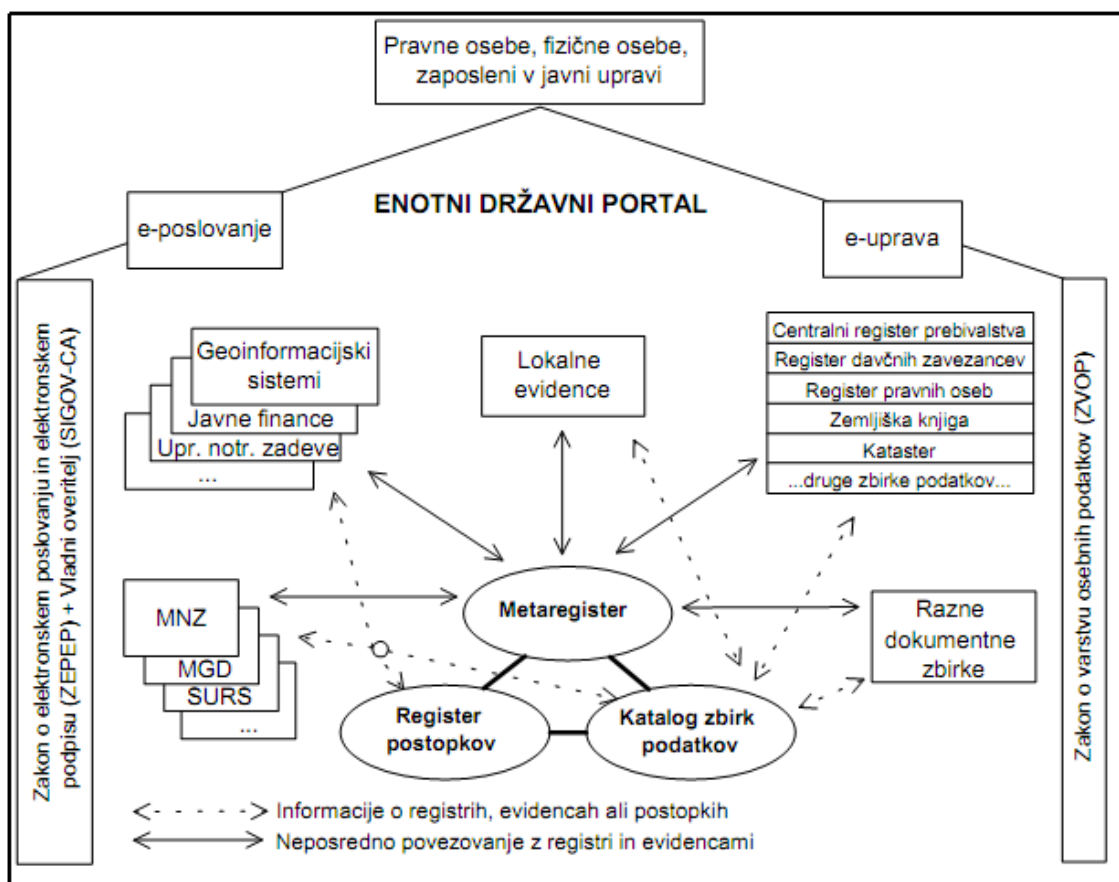 Pravne osebe, fizične osebe,
zaposleni v javni upravi
ENOTNI DRŽAVNI PORTAL
e-poslovanje
e-uprava
Zakon o elektronskem poslovanju in elektronskem
podpisu (ZEPEP) + Vladni overitelj (SIGOV-CA)
Geoinformacijski
sistemi
Javne finance
Upr. notr. zadeve
...
Lokalne
evidence
Centralni register prebivalstva
Register davčnih zavezancev
Register pravnih oseb
Zemljiška knjiga
Kataster
...druge zbirke podatkov...
Zakon o varstvu osebnih podatkov (ZVOP)
MNZ
MGD
SURS
...
Metaregister
Razne
dokumentne
zbirke
Register
postopkov
Katalog zbirk
podatkov
Informacije o registrih, evidencah ali postopkih
Neposredno povezovanje z registri in evidencami